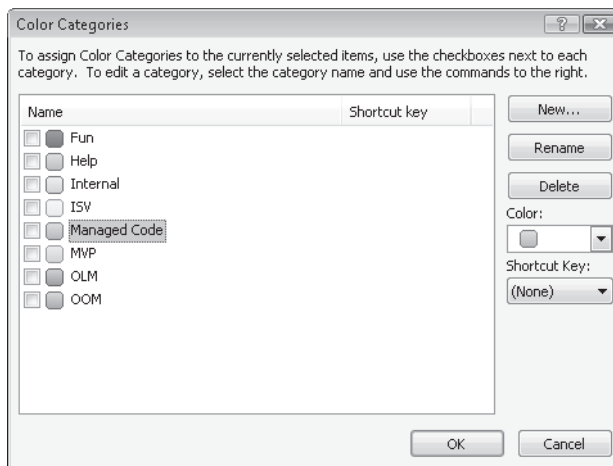 Color Categories
To assign Color Categories to the currently selected items, use the checkboxes next to each
category. To edit a category, select the category name and use the commands to the right.
Name Shortcut key
Fun
Help
Internal
ISV
Managed Code
MVP
OLM
OOM
New...
Rename
Delete
Color:
Shortcut Key:
(None)
OK Cancel